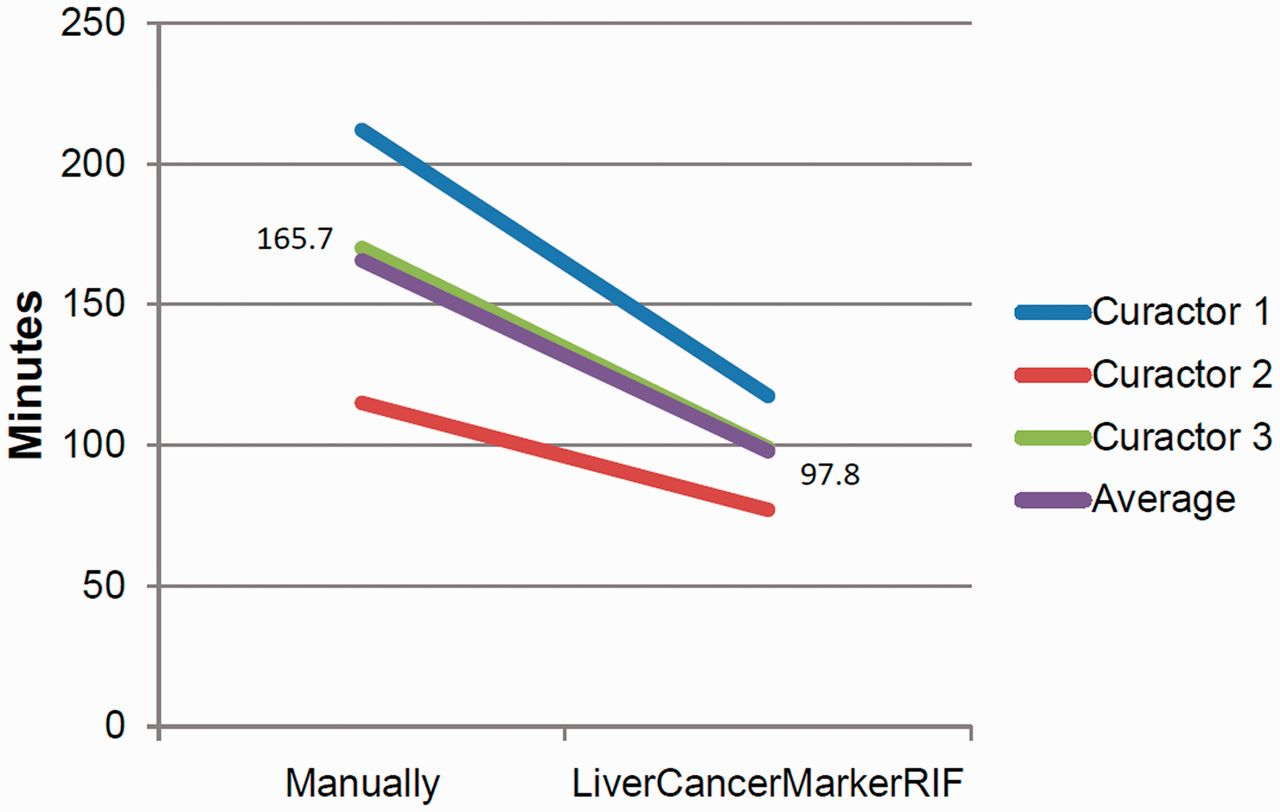 250
200
150
100
50
0
Minutes
165.7
97.8
Manually
LiverCancerMarkerRIF
Curactor 1
Curactor 2
Curactor 3
Average